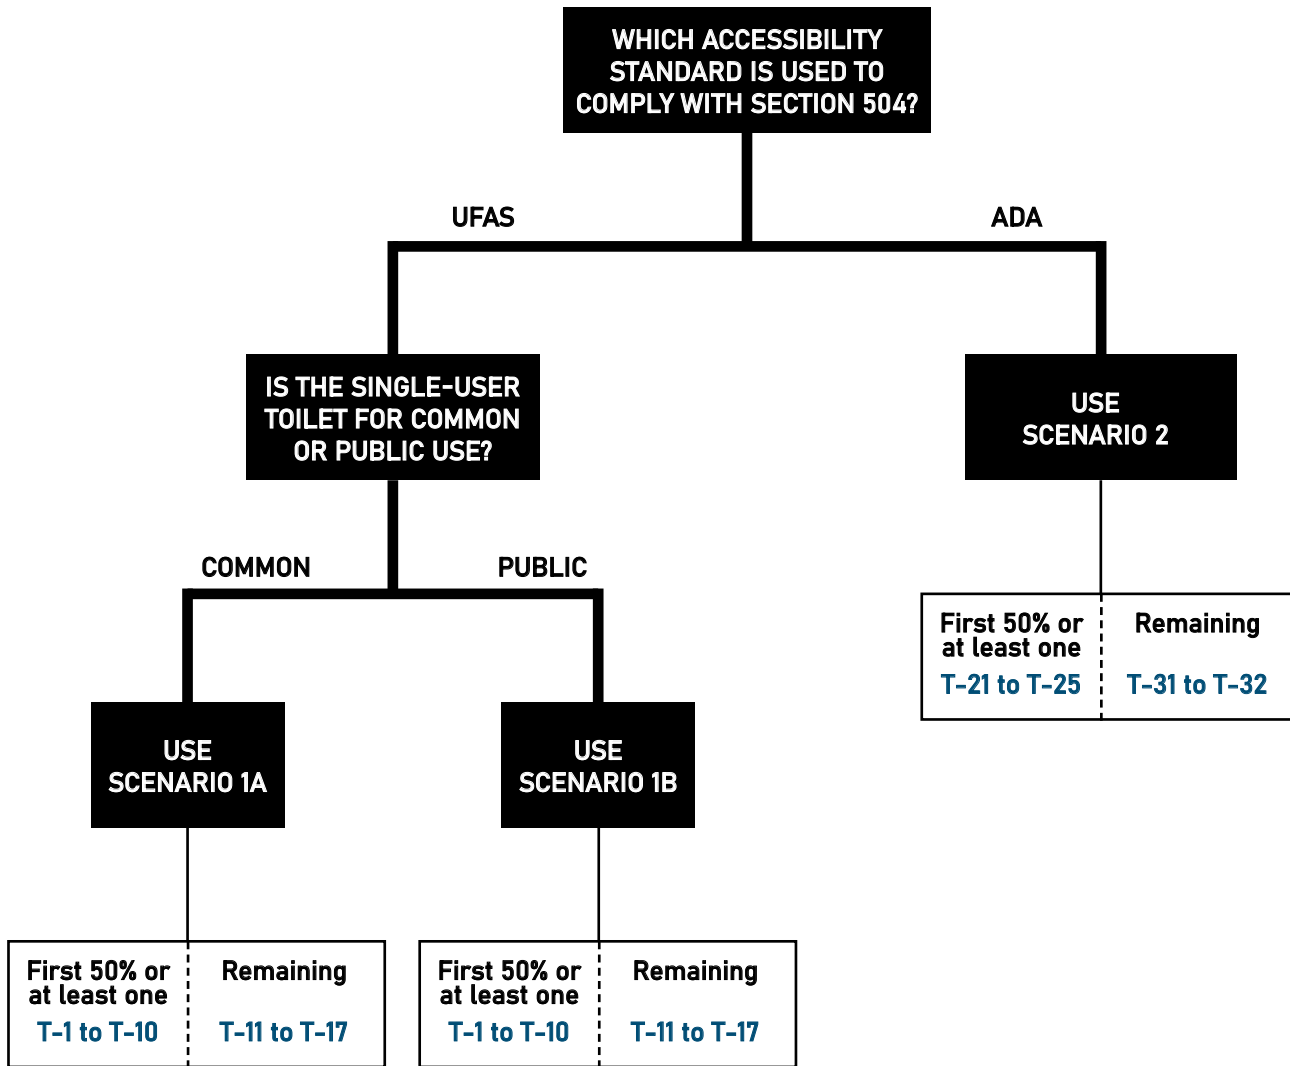 WHICH ACCESSIBILITY
STANDARD IS USED TO
COMPLY WITH SECTION 504?
UFAS
ADA
IS THE SINGLE-USER
TOILET FOR COMMON
OR PUBLIC USE?
USE
SCENARIO 2
COMMON
PUBLIC
First 50% or
at least one
T-21 to T-25
Remaining
T-31 to T-32
USE
SCENARIO 1A
USE
SCENARIO 1B
First 50% or
at least one
T-1 to T-10
Remaining
T-11 to T-17
First 50% or
at least one
T-1 to T-10
Remaining
T-11 to T-17